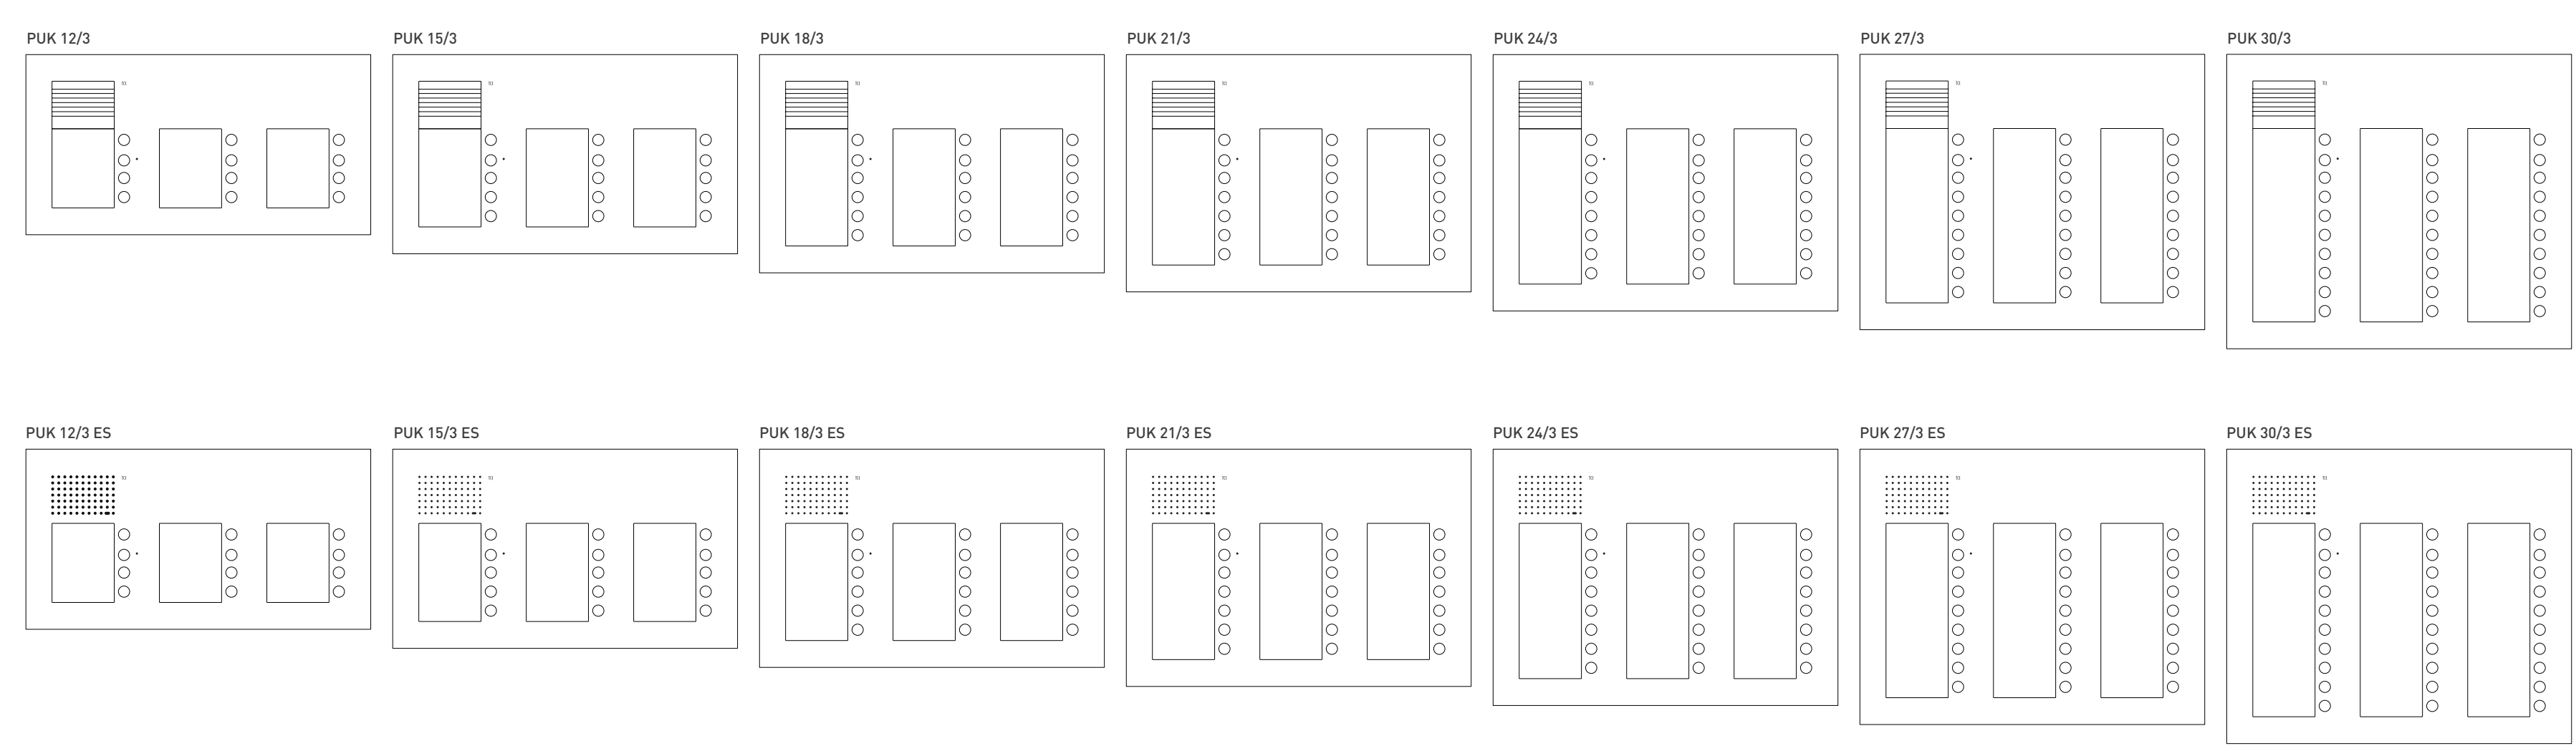 PUK 12/3
PUK 15/3
PUK 18/3
PUK 21/3
PUK 24/3
PUK 27/3
PUK 30/3
PUK 12/3 ES
PUK 15/3 ES
PUK 18/3 ES
PUK 21/3 ES
PUK 24/3 ES
PUK 27/3 ES
PUK 30/3 ES